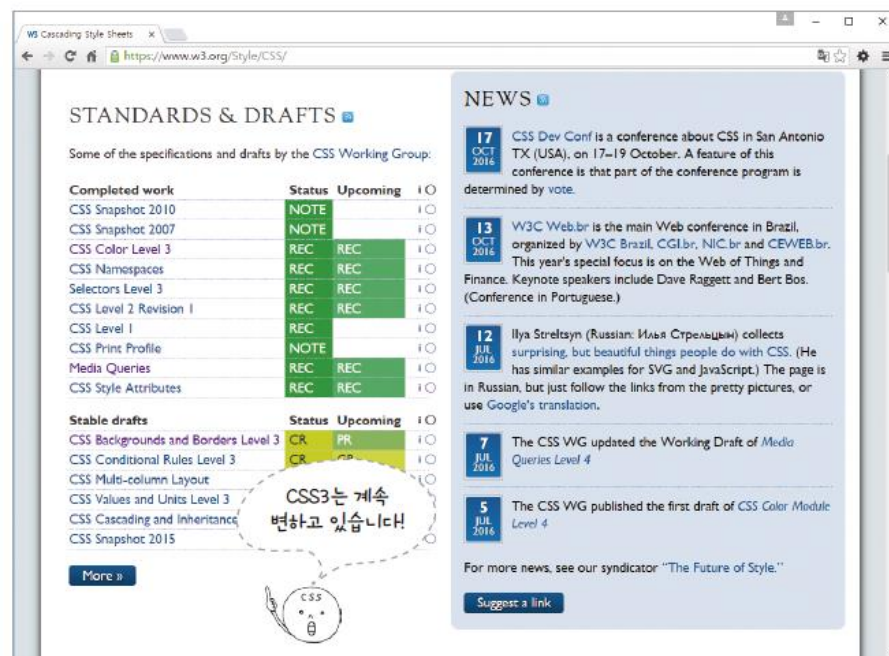 W3 Cascading Style Sheets
https://www.w3.org/Style/CSS/
STANDARDS & DRAFTS
Some of the specifications and drafts by the CSS Working Group:
Completed work Status Upcoming i O
CSS Snapshot 2010 NOTE i O
CSS Snapshot 2007 NOTE i O
CSS Color Level 3 REC REC i O
CSS Namespaces REC REC i O
Selectors Level 3 REC REC i O
CSS Level 2 Revision 1 REC REC i O
CSS Level 1 REC i O
CSS Print Profile NOTE i O
Media Queries REC REC i O
CSS Style Attributes REC REC i O
Stable drafts Status Upcoming i O
CSS Backgrounds and Borders Level 3 CR PR i O
CSS Conditional Rules Level 3 CR i O
CSS Multi-column Layout i O
CSS Values and Units Level 3
CSS Cascading and Inheritance
CSS Snapshot 2015
More »
CSS3는 계속
변하고 있습니다!
CSS
NEWS
17
OCT
2016
CSS Dev Conf is a conference about CSS in San Antonio
TX (USA), on 17–19 October. A feature of this
conference is that part of the conference program is
determined by vote.
13
OCT
2016
W3C Web.br is the main Web conference in Brazil,
organized by W3C Brazil, CGI.br, NIC.br and CEWEB.br.
This year's special focus is on the Web of Things and
Finance. Keynote speakers include Dave Raggett and Bert Bos.
(Conference in Portuguese.)
12
JUL
2016
Ilya Streltsyn (Russian: Илья Стрельцын) collects
surprising, but beautiful things people do with CSS. (He
has similar examples for SVG and JavaScript.) The page is
in Russian, but just follow the links from the pretty pictures, or
use Google's translation.
7
JUL
2016
The CSS WG updated the Working Draft of Media
Queries Level 4
5
JUL
2016
The CSS WG published the first draft of CSS Color Module
Level 4
For more news, see our syndicator "The Future of Style."
Suggest a link